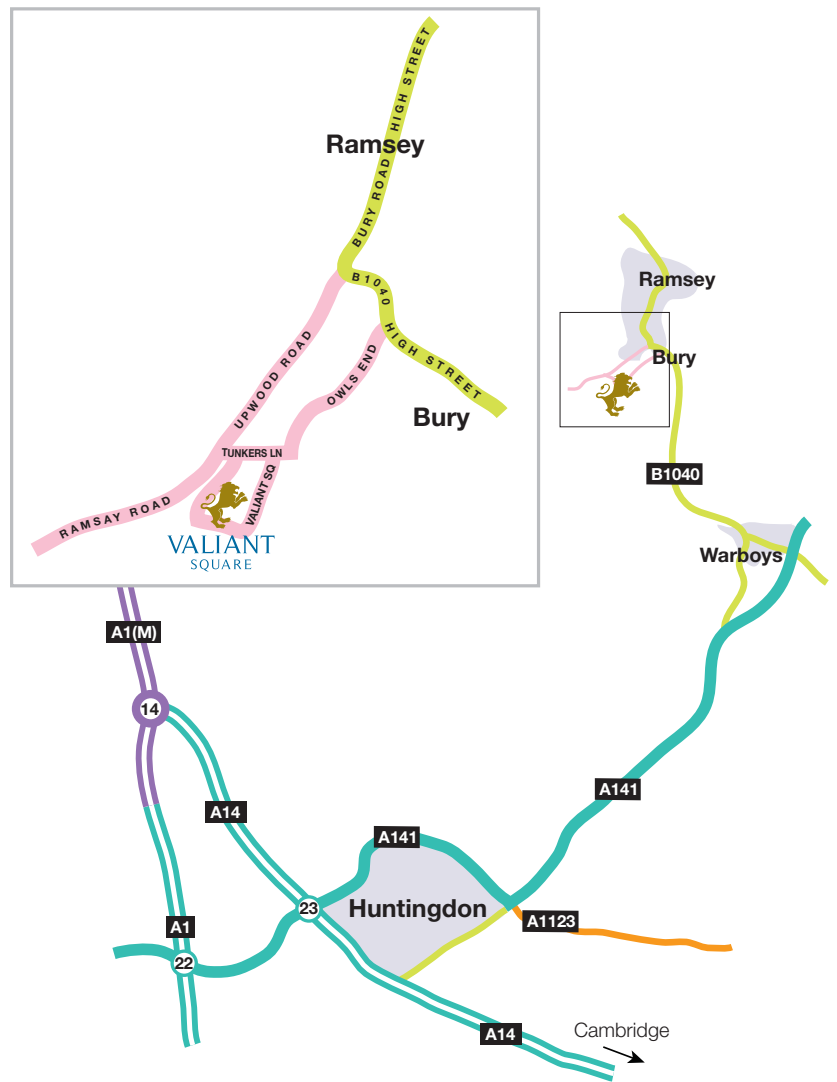 HIGH STREET
Ramsey
BURY ROAD
B1040
HIGH STREET
UPWOOD ROAD
OWLS END
Bury
TUNKERS LN
VALIANT SQ
RAMSAY ROAD
VALIANT
SQUARE
Ramsey
Bury
B1040
Warboys
A1(M)
14
A14
A141
A141
Huntingdon
23
A1123
A1
22
A14
Cambridge